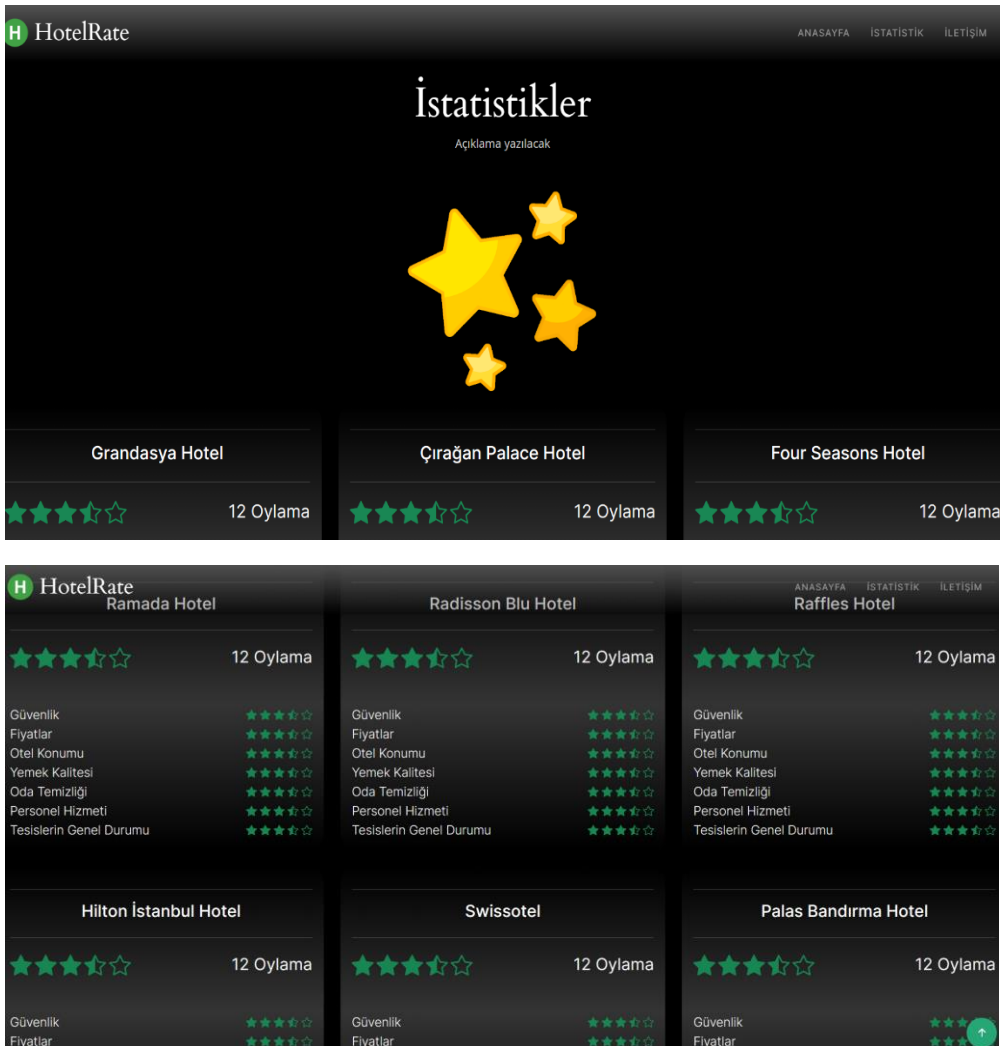 H HotelRate ANASAYFA İSTATİSTİK İLETİŞİM
İstatistikler
Açıklama yazılacak
Grandasya Hotel Çırağan Palace Hotel Four Seasons Hotel
12 Oylama 12 Oylama 12 Oylama
H HotelRate ANASAYFA İSTATİSTİK İLETİŞİM
Ramada Hotel Radisson Blu Hotel Raffles Hotel
12 Oylama 12 Oylama 12 Oylama
Güvenlik Güvenlik Güvenlik
Fiyatlar Fiyatlar Fiyatlar
Otel Konumu Otel Konumu Otel Konumu
Yemek Kalitesi Yemek Kalitesi Yemek Kalitesi
Oda Temizliği Oda Temizliği Oda Temizliği
Personel Hizmeti Personel Hizmeti Personel Hizmeti
Tesislerin Genel Durumu Tesislerin Genel Durumu Tesislerin Genel Durumu
Hilton İstanbul Hotel Swissotel Palas Bandırma Hotel
12 Oylama 12 Oylama 12 Oylama
Güvenlik Güvenlik Güvenlik
Fiyatlar Fiyatlar Fiyatlar